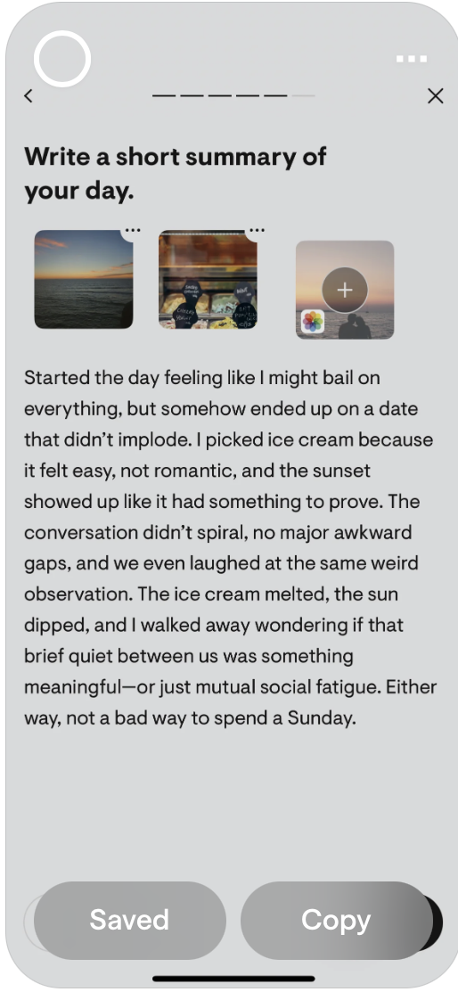 Write a short summary of
your day.
Started the day feeling like I might bail on
everything, but somehow ended up on a date
that didn’t implode. I picked ice cream because
it felt easy, not romantic, and the sunset
showed up like it had something to prove. The
conversation didn’t spiral, no major awkward
gaps, and we even laughed at the same weird
observation. The ice cream melted, the sun
dipped, and I walked away wondering if that
brief quiet between us was something
meaningful—or just mutual social fatigue. Either
way, not a bad way to spend a Sunday.
Saved
Copy